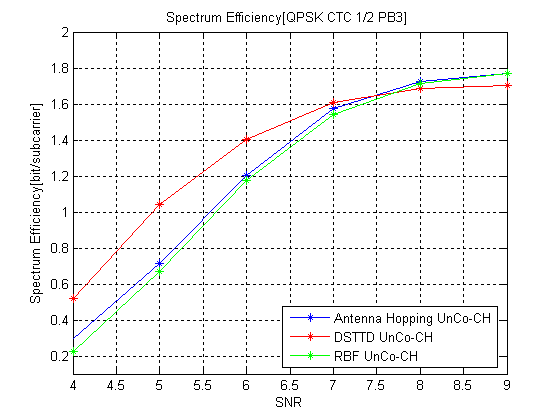 Spectrum Efficiency[QPSK CTC 1/2 PB3]
Spectrum Efficiency[bit/subcarrier]
2
1.8
1.6
1.4
1.2
1
0.8
0.6
0.4
0.2
4 4.5 5 5.5 6 6.5 7 7.5 8 8.5 9
SNR
Antenna Hopping UnCo-CH
DSTTD UnCo-CH
RBF UnCo-CH